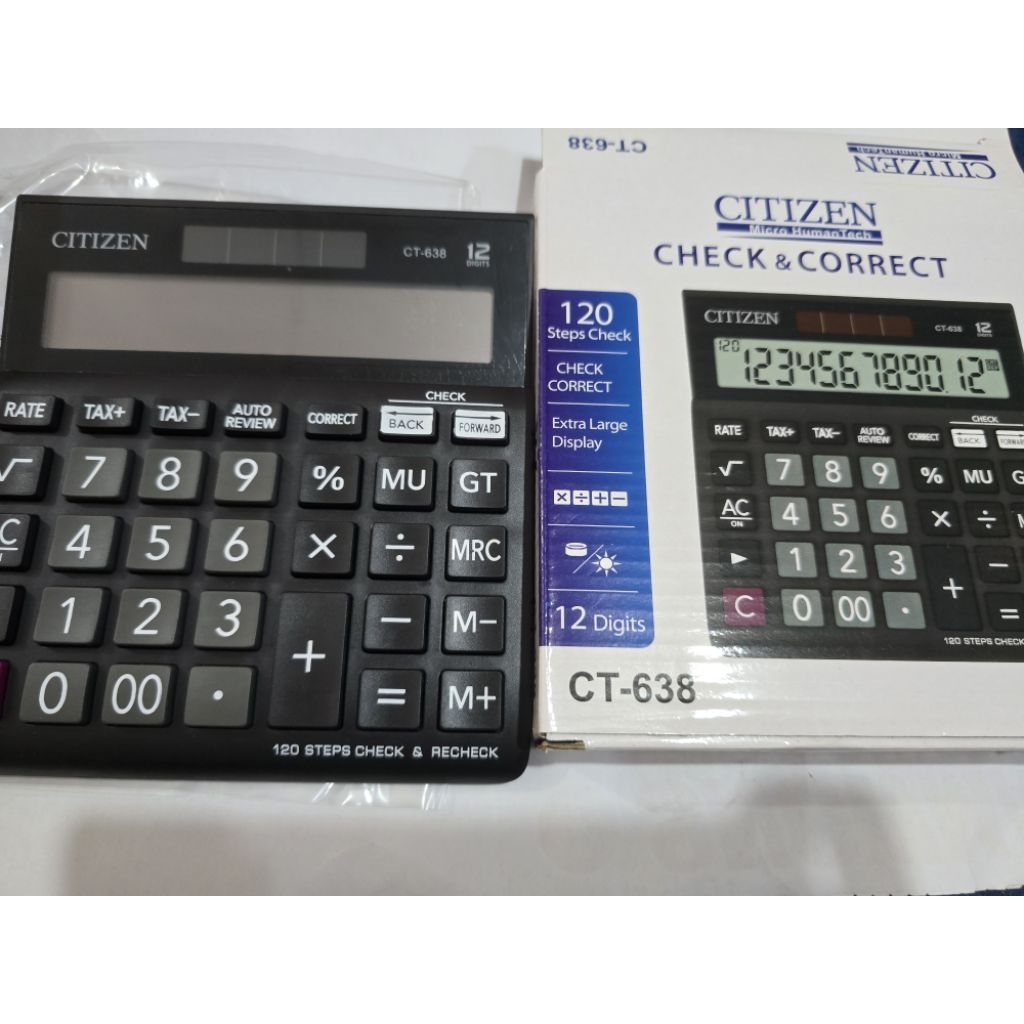 CITIZEN
CT-638
12
DIGITS
CHECK
RATE
TAX+
TAX−
AUTO
REVIEW
CORRECT
BACK
FORWARD
√
7
8
9
%
MU
GT
C
4
5
6
×
÷
MRC
1
2
3
+
−
M−
0
00
.
=
M+
120 STEPS CHECK & RECHECK
CT-638
CITIZEN
Micro HumanTech
CITIZEN
Micro HumanTech
CHECK & CORRECT
120
Steps Check
CHECK
CORRECT
Extra Large
Display
× ÷ + −
12 Digits
CITIZEN
CT-638
12
DIGITS
120
1234567890.12
CHECK
RATE
TAX+
TAX−
AUTO
REVIEW
CORRECT
BACK
FORWARD
√
7
8
9
%
MU
G
AC
ON
4
5
6
×
÷
M
▶
1
2
3
+
−
C
0
00
.
=
120 STEPS CHECK
CT-638